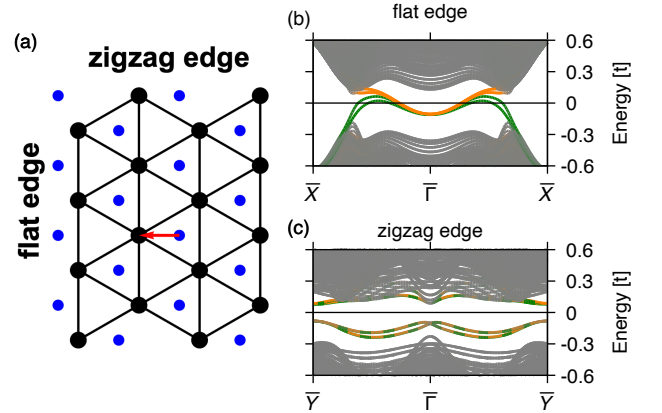 (a)
zigzag edge
flat edge
(b)
flat edge
0.6
0.3
0
-0.3
-0.6
Energy [t]
X̅
Γ̅
X̅
(c)
zigzag edge
0.6
0.3
0
-0.3
-0.6
Energy [t]
Y̅
Γ̅
Y̅